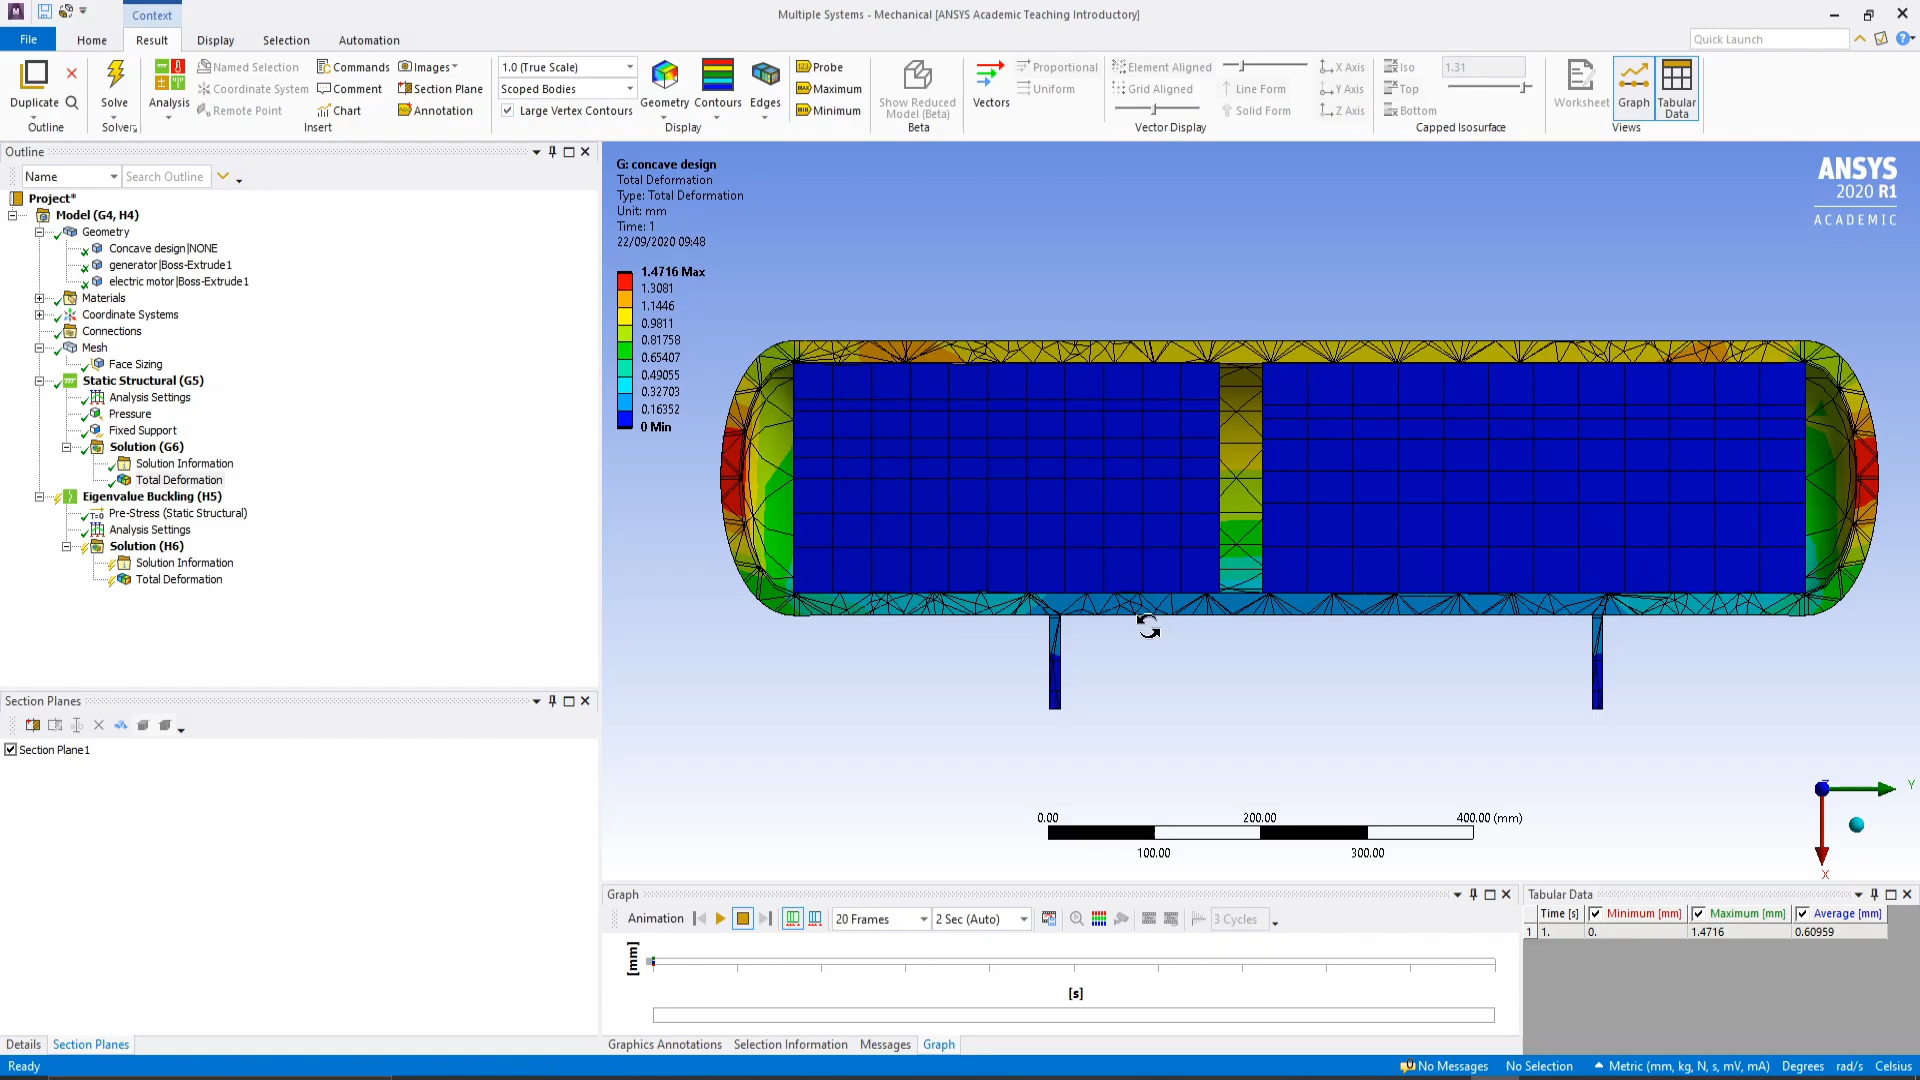 Context
Multiple Systems - Mechanical [ANSYS Academic Teaching Introductory]
File Home Result Display Selection Automation
Quick Launch
Duplicate
Outline
Solve
Solver
Analysis
Named Selection
Coordinate System
Remote Point
Commands
Comment
Chart
Images
Section Plane
Annotation
Insert
1.0 (True Scale)
Scoped Bodies
Large Vertex Contours
Geometry
Contours
Edges
Display
Probe
Maximum
Minimum
Show Reduced
Model (Beta)
Beta
Vectors
Proportional
Uniform
Element Aligned
Grid Aligned
Line Form
Solid Form
X Axis
Y Axis
Z Axis
Vector Display
Iso
Top
Bottom
1.31
Capped Isosurface
Worksheet
Graph
Tabular
Data
Views
Outline
Name
Search Outline
Project*
Model (G4, H4)
Geometry
Concave design|NONE
generator|Boss-Extrude1
electric motor|Boss-Extrude1
Materials
Coordinate Systems
Connections
Mesh
Face Sizing
Static Structural (G5)
Analysis Settings
Pressure
Fixed Support
Solution (G6)
Solution Information
Total Deformation
Eigenvalue Buckling (H5)
Pre-Stress (Static Structural)
Analysis Settings
Solution (H6)
Solution Information
Total Deformation
Section Planes
Section Plane1
Details
Section Planes
G: concave design
Total Deformation
Type: Total Deformation
Unit: mm
Time: 1
22/09/2020 09:48
1.4716 Max
1.3081
1.1446
0.9811
0.81758
0.65407
0.49055
0.32703
0.16352
0 Min
ANSYS
2020 R1
ACADEMIC
0.00
200.00
400.00 (mm)
100.00
300.00
Z
Y
X
Graph
Animation
20 Frames
2 Sec (Auto)
3 Cycles
[mm]
[s]
Graphics Annotations Selection Information Messages Graph
Tabular Data
Time [s] Minimum [mm] Maximum [mm] Average [mm]
1 1. 0. 1.4716 0.60959
Ready
No Messages No Selection Metric (mm, kg, N, s, mV, mA) Degrees rad/s Celsius